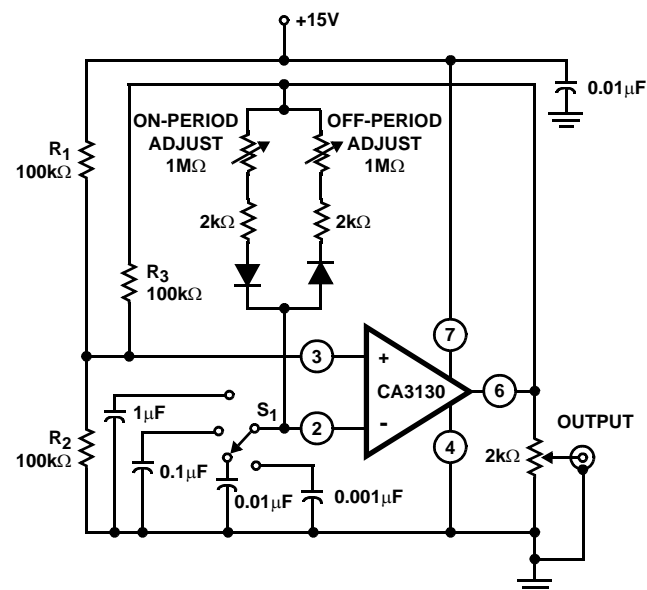 +15V
0.01μF
ON-PERIOD
ADJUST
1MΩ
OFF-PERIOD
ADJUST
1MΩ
R1
100kΩ
2kΩ
2kΩ
R3
100kΩ
3
+
7
CA3130
6
1μF
S1
2
-
4
OUTPUT
R2
100kΩ
0.1μF
0.01μF
0.001μF
2kΩ